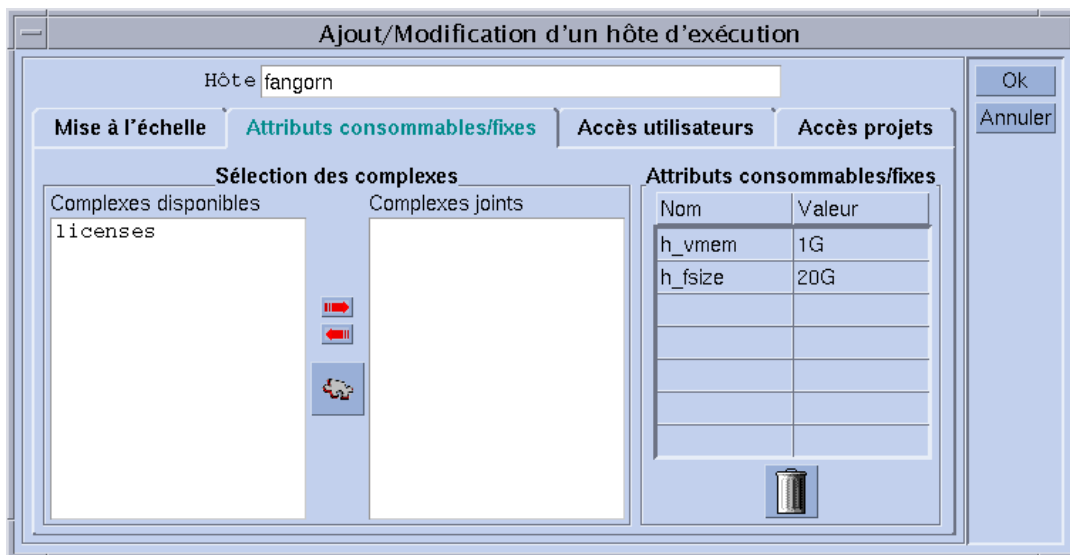 Ajout/Modification d'un hôte d'exécution
Hôte fangorn
Ok
Annuler
Mise à l'échelle Attributs consommables/fixes Accès utilisateurs Accès projets
Sélection des complexes
Complexes disponibles Complexes joints
licenses
Attributs consommables/fixes
Nom Valeur
h_vmem 1G
h_fsize 20G